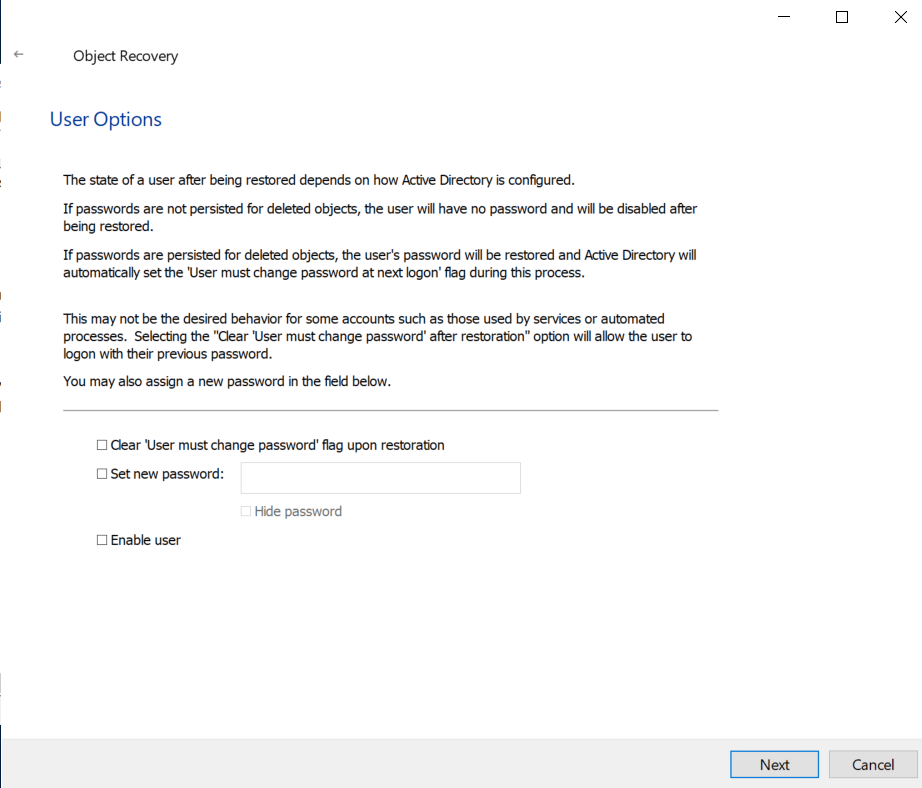 Object Recovery
User Options
The state of a user after being restored depends on how Active Directory is configured.
If passwords are not persisted for deleted objects, the user will have no password and will be disabled after
being restored.
If passwords are persisted for deleted objects, the user's password will be restored and Active Directory will
automatically set the 'User must change password at next logon' flag during this process.
This may not be the desired behavior for some accounts such as those used by services or automated
processes.  Selecting the "Clear 'User must change password' after restoration" option will allow the user to
logon with their previous password.
You may also assign a new password in the field below.
Clear 'User must change password' flag upon restoration
Set new password:
Hide password
Enable user
Next Cancel